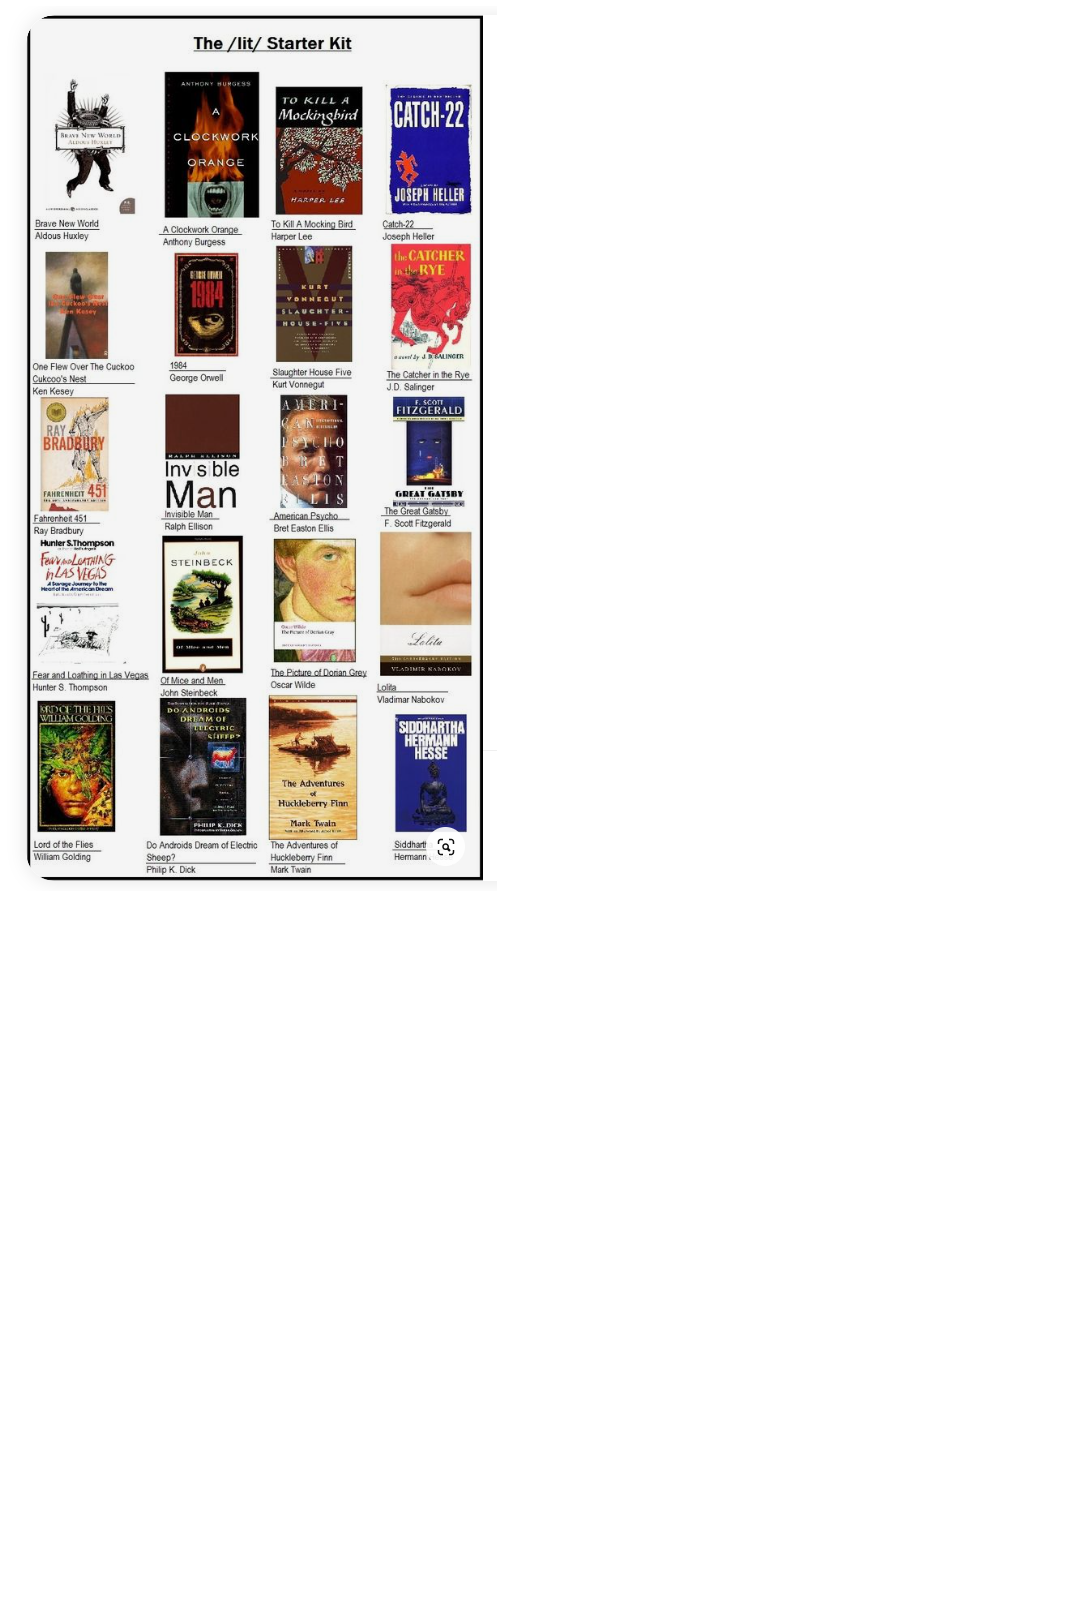 The /lit/ Starter Kit
BRAVE NEW WORLD
ALDOUS HUXLEY
ANTHONY BURGESS
A
CLOCKWORK
ORANGE
TO KILL A
Mockingbird
HARPER LEE
CATCH-22
JOSEPH HELLER
Brave New World
Aldous Huxley
A Clockwork Orange
Anthony Burgess
To Kill A Mocking Bird
Harper Lee
Catch-22
Joseph Heller
Ken Kesey
GEORGE ORWELL
1984
KURT
VONNEGUT
SLAUGHTER-
HOUSE-FIVE
the CATCHER
in the RYE
a novel by J. D. SALINGER
One Flew Over The Cuckoo
Cukcoo's Nest
Ken Kesey
1984
George Orwell
Slaughter House Five
Kurt Vonnegut
The Catcher in the Rye
J.D. Salinger
RAY
BRADBURY
FAHRENHEIT 451
RALPH ELLISON
Inv s ble
Man
AMERI-
CAN
PSYCHO
BRET
EASTON
ELLIS
F. SCOTT
FITZGERALD
THE
GREAT GATSBY
Fahrenheit 451
Ray Bradbury
Invisible Man
Ralph Ellison
American Psycho
Bret Easton Ellis
The Great Gatsby
F. Scott Fitzgerald
Hunter S. Thompson
FEAR AND LOATHING
in LAS VEGAS
A Savage Journey to the
Heart of the American Dream
John
STEINBECK
Of Mice and Men
Oscar Wilde
The Picture of Dorian Gray
Lolita
VLADIMIR NABOKOV
Fear and Loathing in Las Vegas
Hunter S. Thompson
Of Mice and Men
John Steinbeck
The Picture of Dorian Grey
Oscar Wilde
Lolita
Vladimar Nabokov
ORD OF THE FLIES
WILLIAM GOLDING
DO ANDROIDS
DREAM OF
ELECTRIC
SHEEP?
PHILIP K. DICK
The Adventures
of
Huckleberry Finn
Mark Twain
SIDDHARTHA
HERMANN
HESSE
Lord of the Flies
William Golding
Do Androids Dream of Electric
Sheep?
Philip K. Dick
The Adventures of
Huckleberry Finn
Mark Twain
Siddhart
Hermann